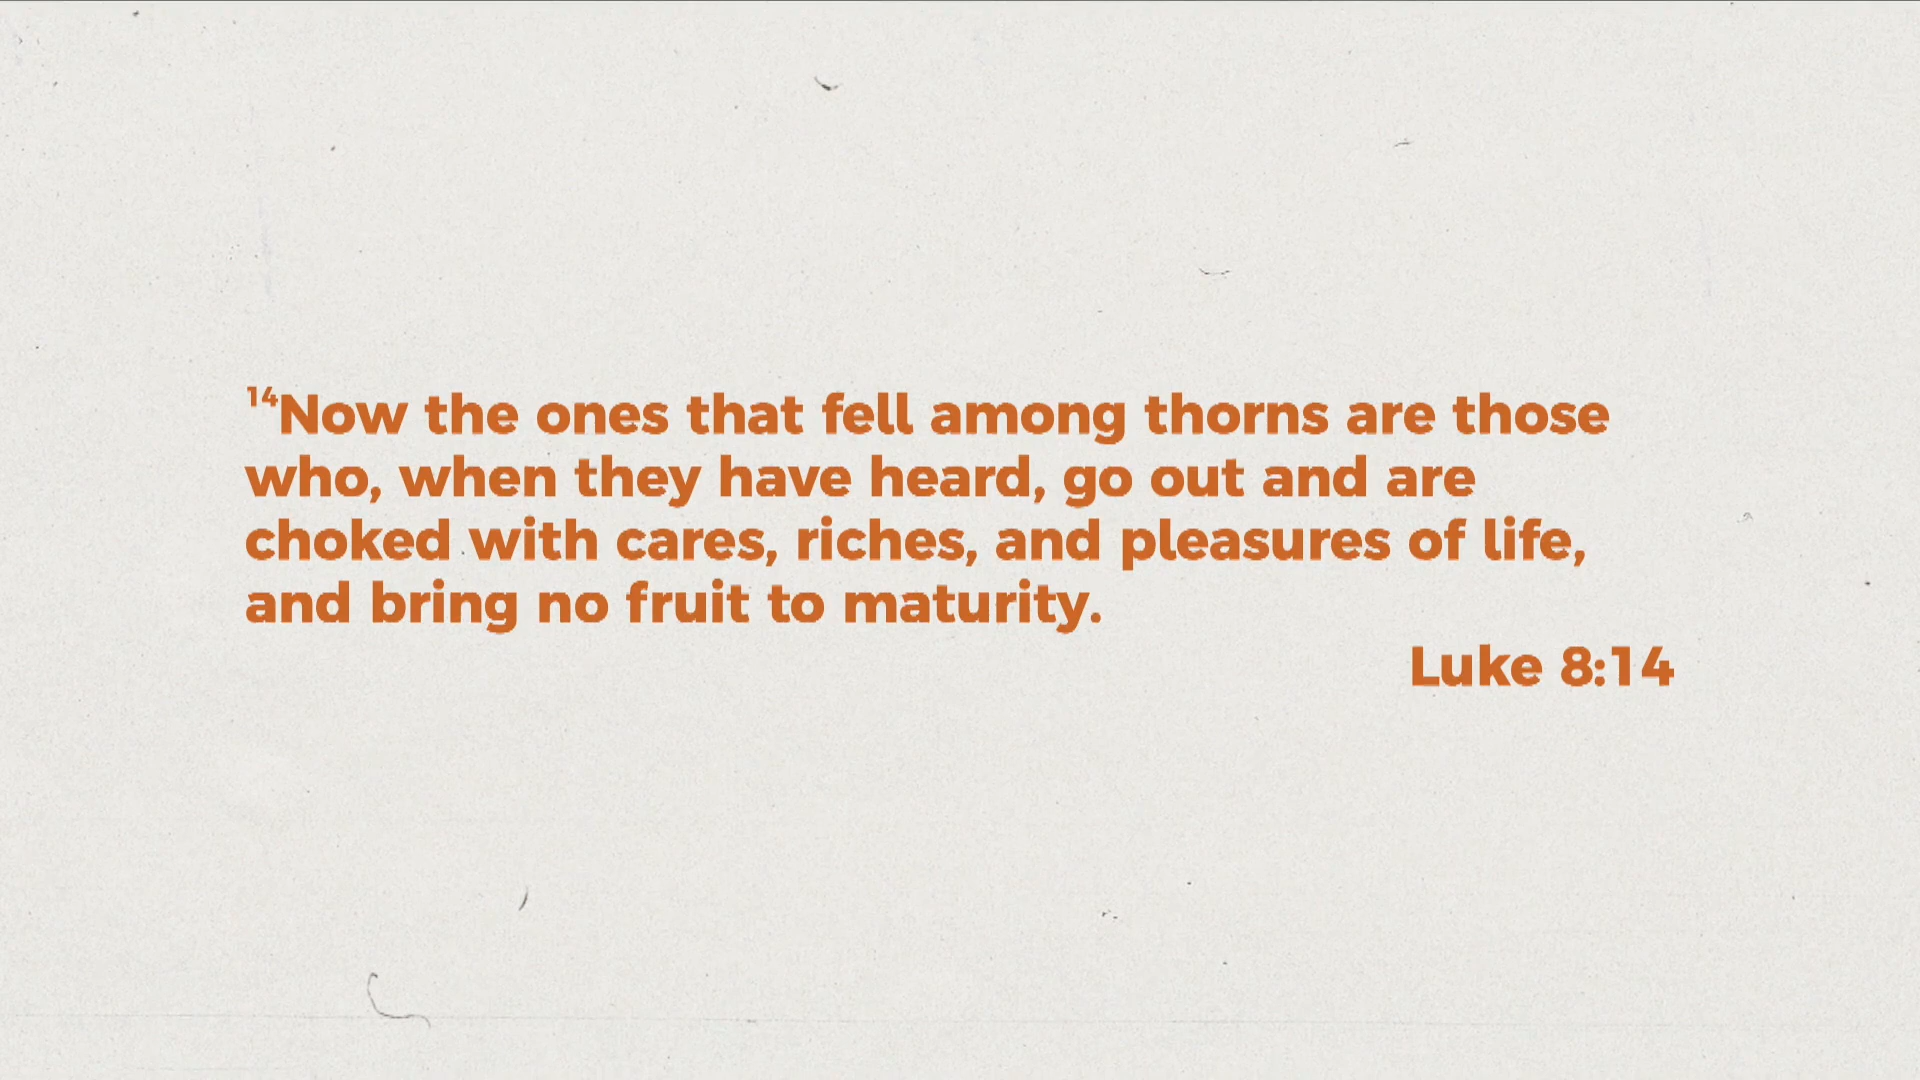 ¹⁴Now the ones that fell among thorns are those
who, when they have heard, go out and are
choked with cares, riches, and pleasures of life,
and bring no fruit to maturity.
Luke 8:14